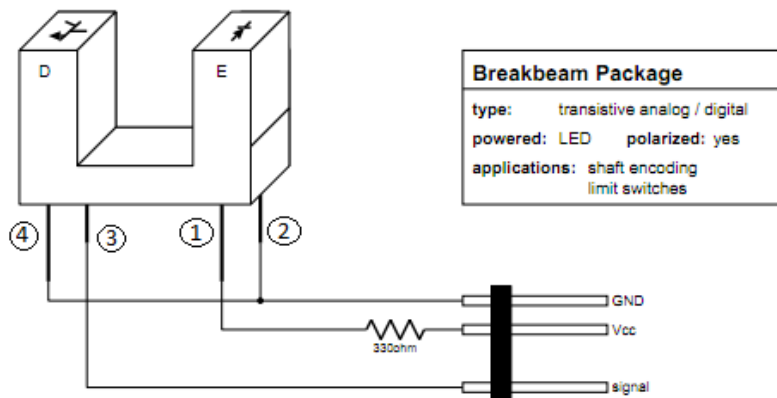 D
E
Breakbeam Package
type: transistive analog / digital
powered: LED polarized: yes
applications: shaft encoding
limit switches
4
3
1
2
GND
Vcc
330ohm
signal